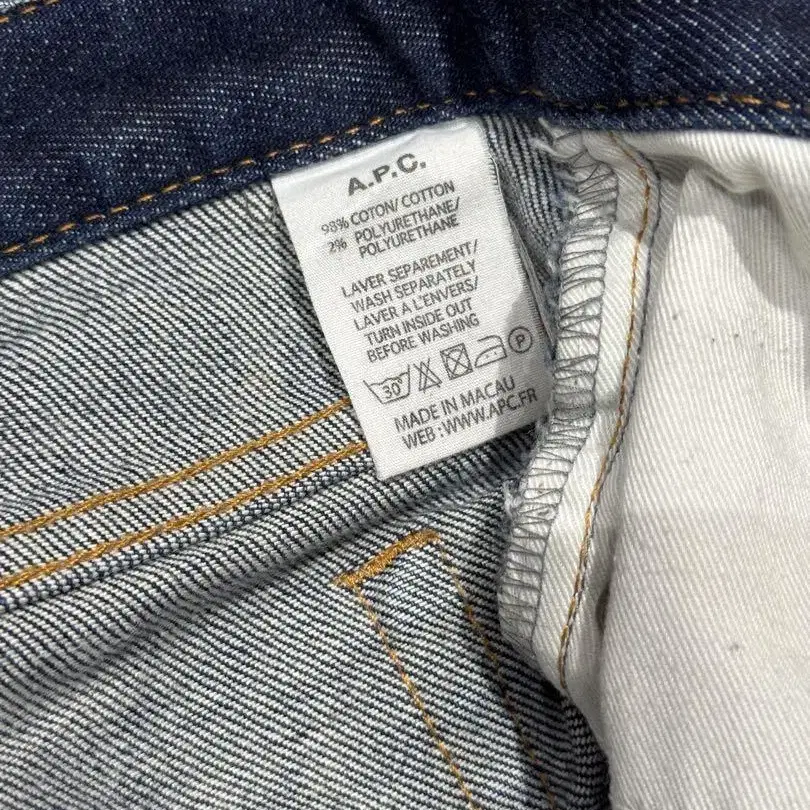 A.P.C.
98% COTON/ COTTON
2% POLYURETHANE/
POLYURETHANE
LAVER SEPAREMENT/
WASH SEPARATELY
LAVER À L'ENVERS/
TURN INSIDE OUT
BEFORE WASHING
30° P
MADE IN MACAU
WEB : WWW.APC.FR